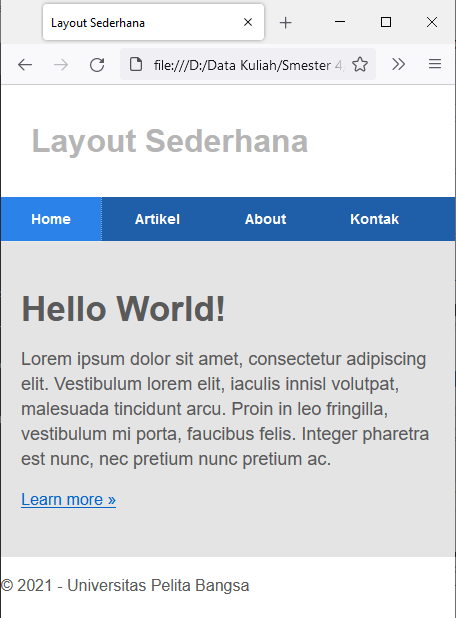 Layout Sederhana
file:///D:/Data Kuliah/Smester 4
Layout Sederhana
Home Artikel About Kontak
Hello World!
Lorem ipsum dolor sit amet, consectetur adipiscing
elit. Vestibulum lorem elit, iaculis innisl volutpat,
malesuada tincidunt arcu. Proin in leo fringilla,
vestibulum mi porta, faucibus felis. Integer pharetra
est nunc, nec pretium nunc pretium ac.
Learn more »
© 2021 - Universitas Pelita Bangsa